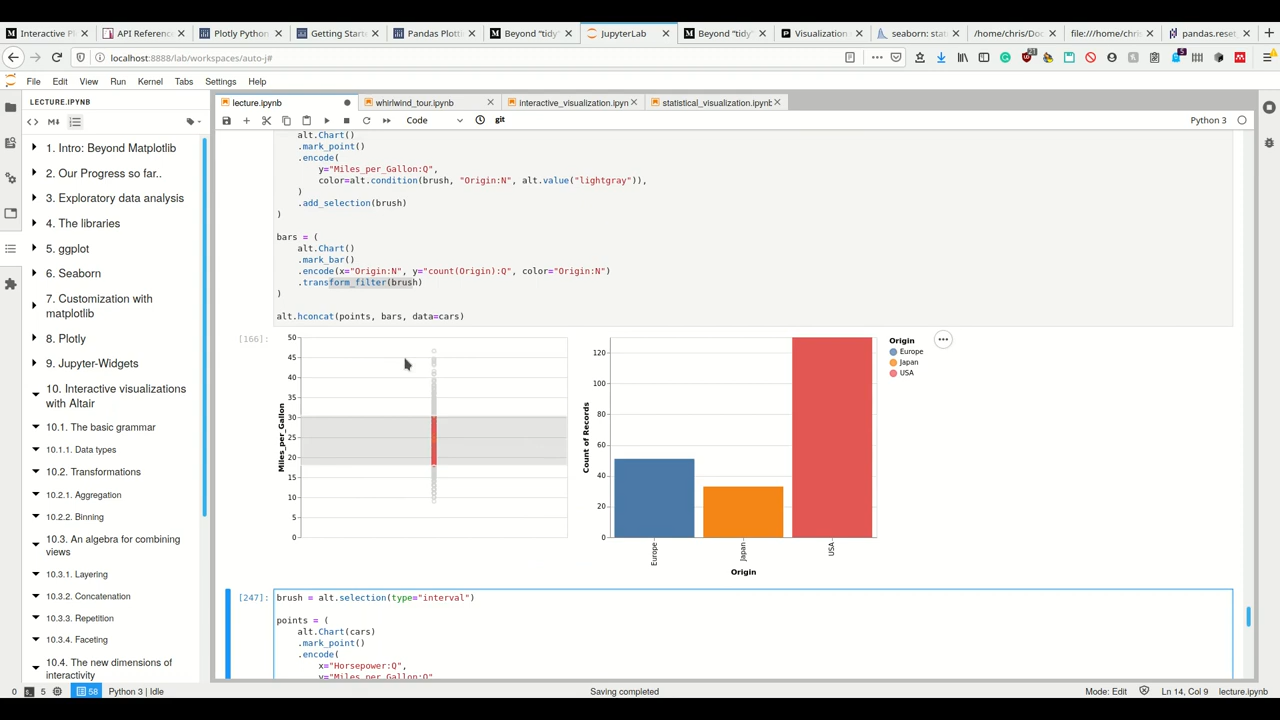 Interactive Pl
API Reference
Plotly Python
Getting Starte
Pandas Plotti
Beyond "tidy"
JupyterLab
Beyond "tidy"
Visualization
seaborn: stat
/home/chris/Doc
file:///home/chris
pandas.reset
localhost:8888/lab/workspaces/auto-j#
File Edit View Run Kernel Tabs Settings Help
LECTURE.IPYNB
1. Intro: Beyond Matplotlib
2. Our Progress so far..
3. Exploratory data analysis
4. The libraries
5. ggplot
6. Seaborn
7. Customization with
matplotlib
8. Plotly
9. Jupyter-Widgets
10. Interactive visualizations
with Altair
10.1. The basic grammar
10.1.1. Data types
10.2. Transformations
10.2.1. Aggregation
10.2.2. Binning
10.3. An algebra for combining
views
10.3.1. Layering
10.3.2. Concatenation
10.3.3. Repetition
10.3.4. Faceting
10.4. The new dimensions of
interactivity
lecture.ipynb
whirlwind_tour.ipynb
interactive_visualization.ipyn
statistical_visualization.ipynb
Code
git
Python 3
alt.Chart()
.mark_point()
.encode(
y="Miles_per_Gallon:Q",
color=alt.condition(brush, "Origin:N", alt.value("lightgray")),
)
.add_selection(brush)
)
bars = (
alt.Chart()
.mark_bar()
.encode(x="Origin:N", y="count(Origin):Q", color="Origin:N")
.transform_filter(brush)
)
alt.hconcat(points, bars, data=cars)
[166]:
50
45
40
35
30
25
20
15
10
5
0
Miles_per_Gallon
120
100
80
60
40
20
0
Count of Records
Europe
Japan
USA
Origin
Origin
Europe
Japan
USA
[247]:
brush = alt.selection(type="interval")
points = (
alt.Chart(cars)
.mark_point()
.encode(
x="Horsepower:Q",
y="Miles_per_Gallon:Q"
0
5
58
Python 3 | Idle
Saving completed
Mode: Edit
Ln 14, Col 9
lecture.ipynb